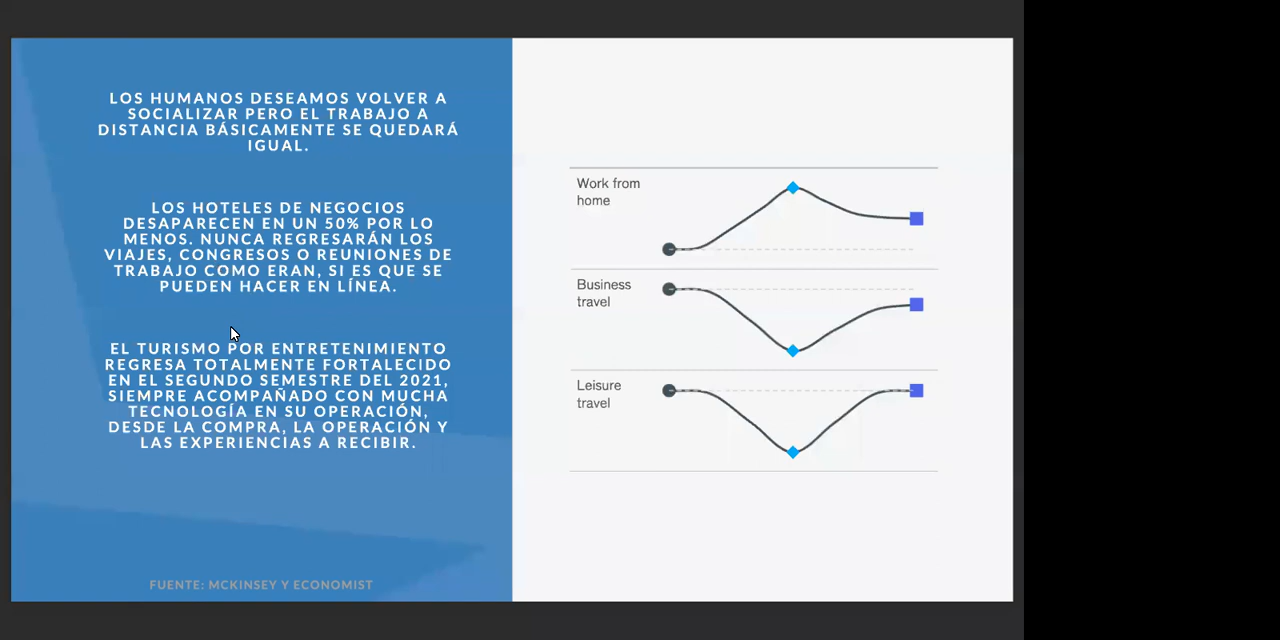 LOS HUMANOS DESEAMOS VOLVER A
SOCIALIZAR PERO EL TRABAJO A
DISTANCIA BÁSICAMENTE SE QUEDARÁ
IGUAL.
LOS HOTELES DE NEGOCIOS
DESAPARECEN EN UN 50% POR LO
MENOS. NUNCA REGRESARÁN LOS
VIAJES, CONGRESOS O REUNIONES DE
TRABAJO COMO ERAN, SI ES QUE SE
PUEDEN HACER EN LÍNEA.
EL TURISMO POR ENTRETENIMIENTO
REGRESA TOTALMENTE FORTALECIDO
EN EL SEGUNDO SEMESTRE DEL 2021,
SIEMPRE ACOMPAÑADO CON MUCHA
TECNOLOGÍA EN SU OPERACIÓN,
DESDE LA COMPRA, LA OPERACIÓN Y
LAS EXPERIENCIAS A RECIBIR.
FUENTE: MCKINSEY Y ECONOMIST
Work from
home
Business
travel
Leisure
travel